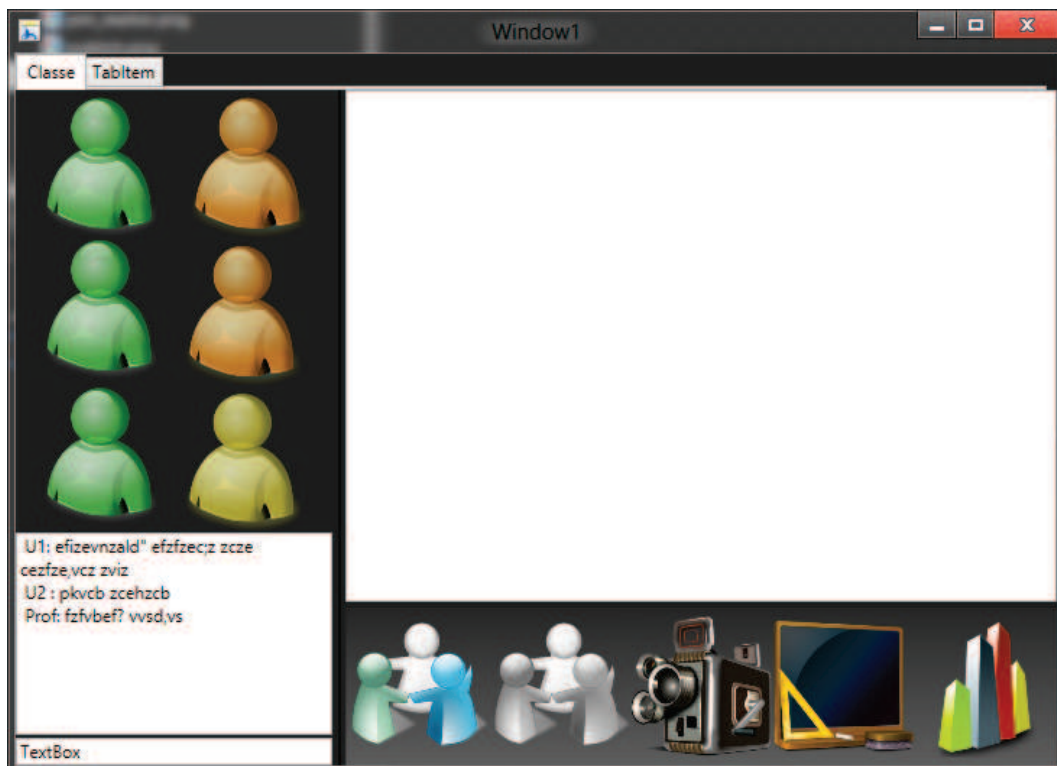 Window1
Classe TabItem
U1: efizevnzald" efzfzec;z zcze
cezfze,vcz zviz
U2 : pkvcb zcehzcb
Prof: fzfvbef? vvsd,vs
TextBox